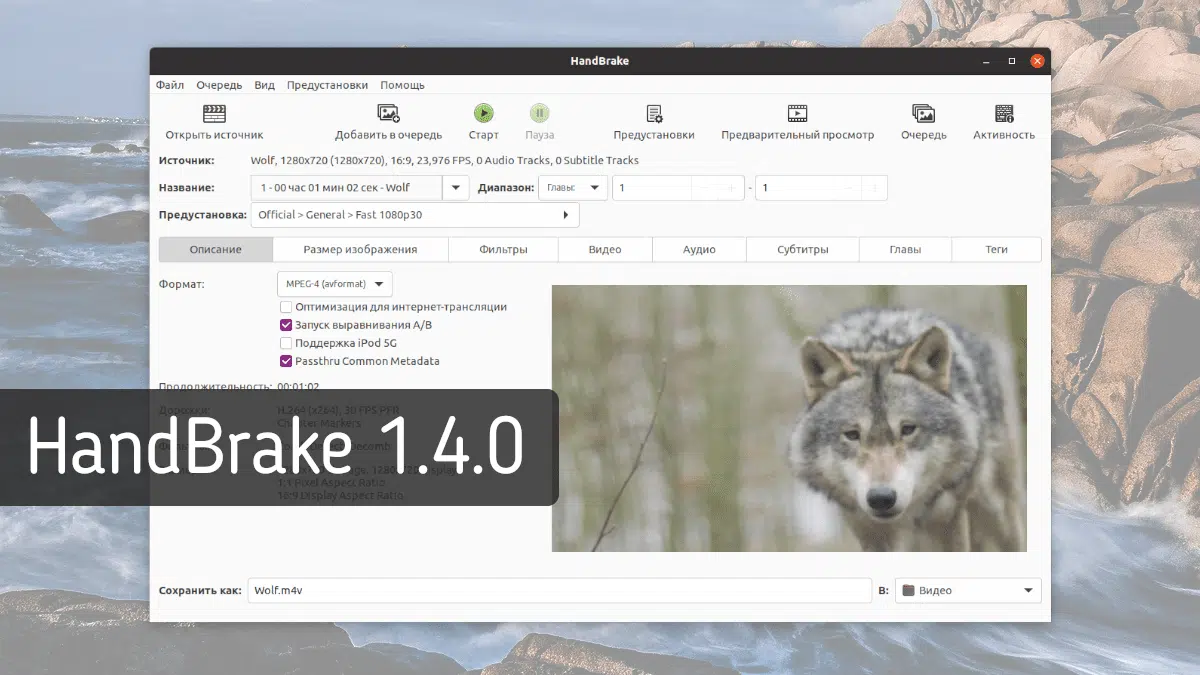 HandBrake
Файл Очередь Вид Предустановки Помощь
Открыть источник Добавить в очередь Старт Пауза Предустановки Предварительный просмотр Очередь Активность
Источник: Wolf, 1280x720 (1280x720), 16:9, 23,976 FPS, 0 Audio Tracks, 0 Subtitle Tracks
Название: 1 - 00 час 01 мин 02 сек - Wolf Диапазон: Главы: 1 - 1
Предустановка: Official > General > Fast 1080p30
Описание Размер изображения Фильтры Видео Аудио Субтитры Главы Теги
Формат: MPEG-4 (avformat)
Оптимизация для интернет-трансляции
Запуск выравнивания А/В
Поддержка iPod 5G
Passthru Common Metadata
Продолжительность: 00:01:02
Дорожки: H.264 (x264), 30 FPS PFR
Chapter Markers
HandBrake 1.4.0
Decomb
1:1 Pixel Aspect Ratio
16:9 Display Aspect Ratio
Сохранить как: Wolf.m4v В: Видео